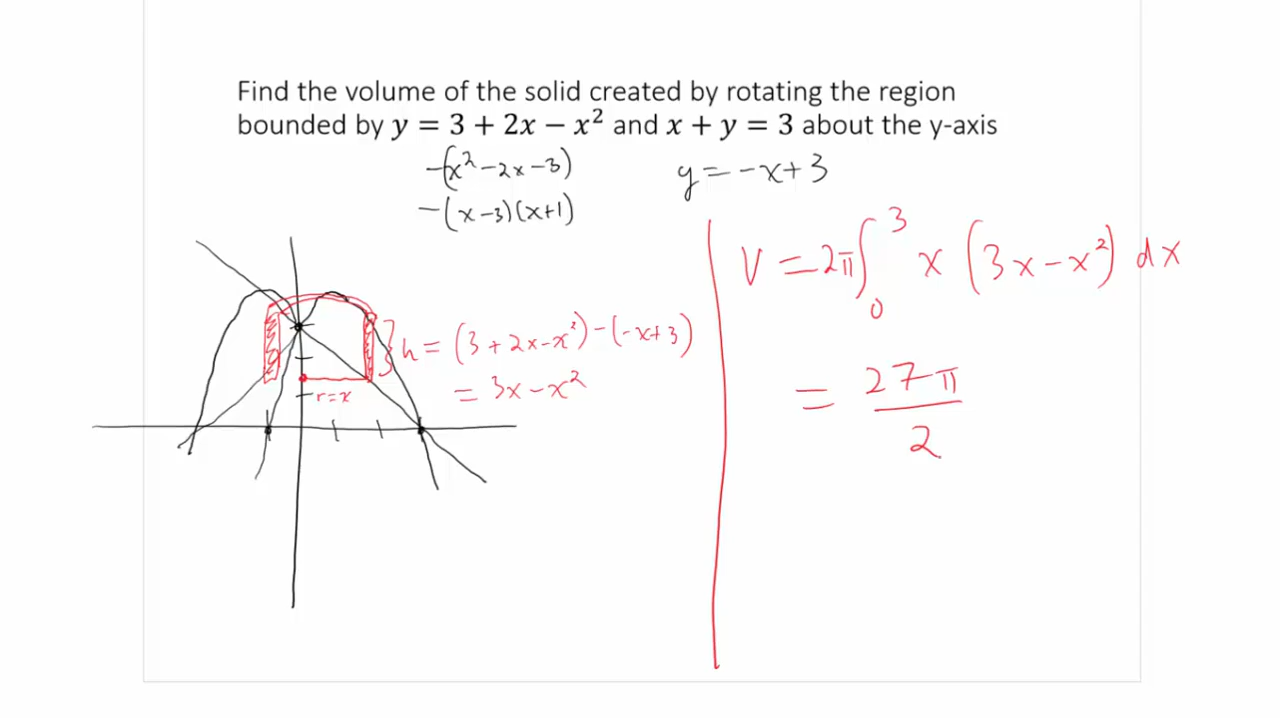 Find the volume of the solid created by rotating the region
bounded by y = 3 + 2x − x² and x + y = 3 about the y-axis
−(x² − 2x − 3)
−(x − 3)(x + 1)
y = −x + 3
h = (3 + 2x − x²) − (−x + 3)
= 3x − x²
r = x
V = 2π ∫₀³ x (3x − x²) dx
= 27π / 2